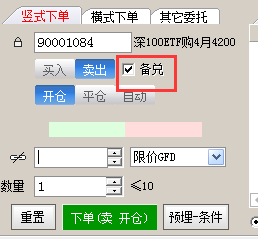 竖式下单 横式下单 其它委托
90001084 深100ETF购4月4200
买入 卖出 备兑
开仓 平仓 自动
限价GFD
数量 1 ≤10
重置 下单(卖 开仓) 预埋-条件